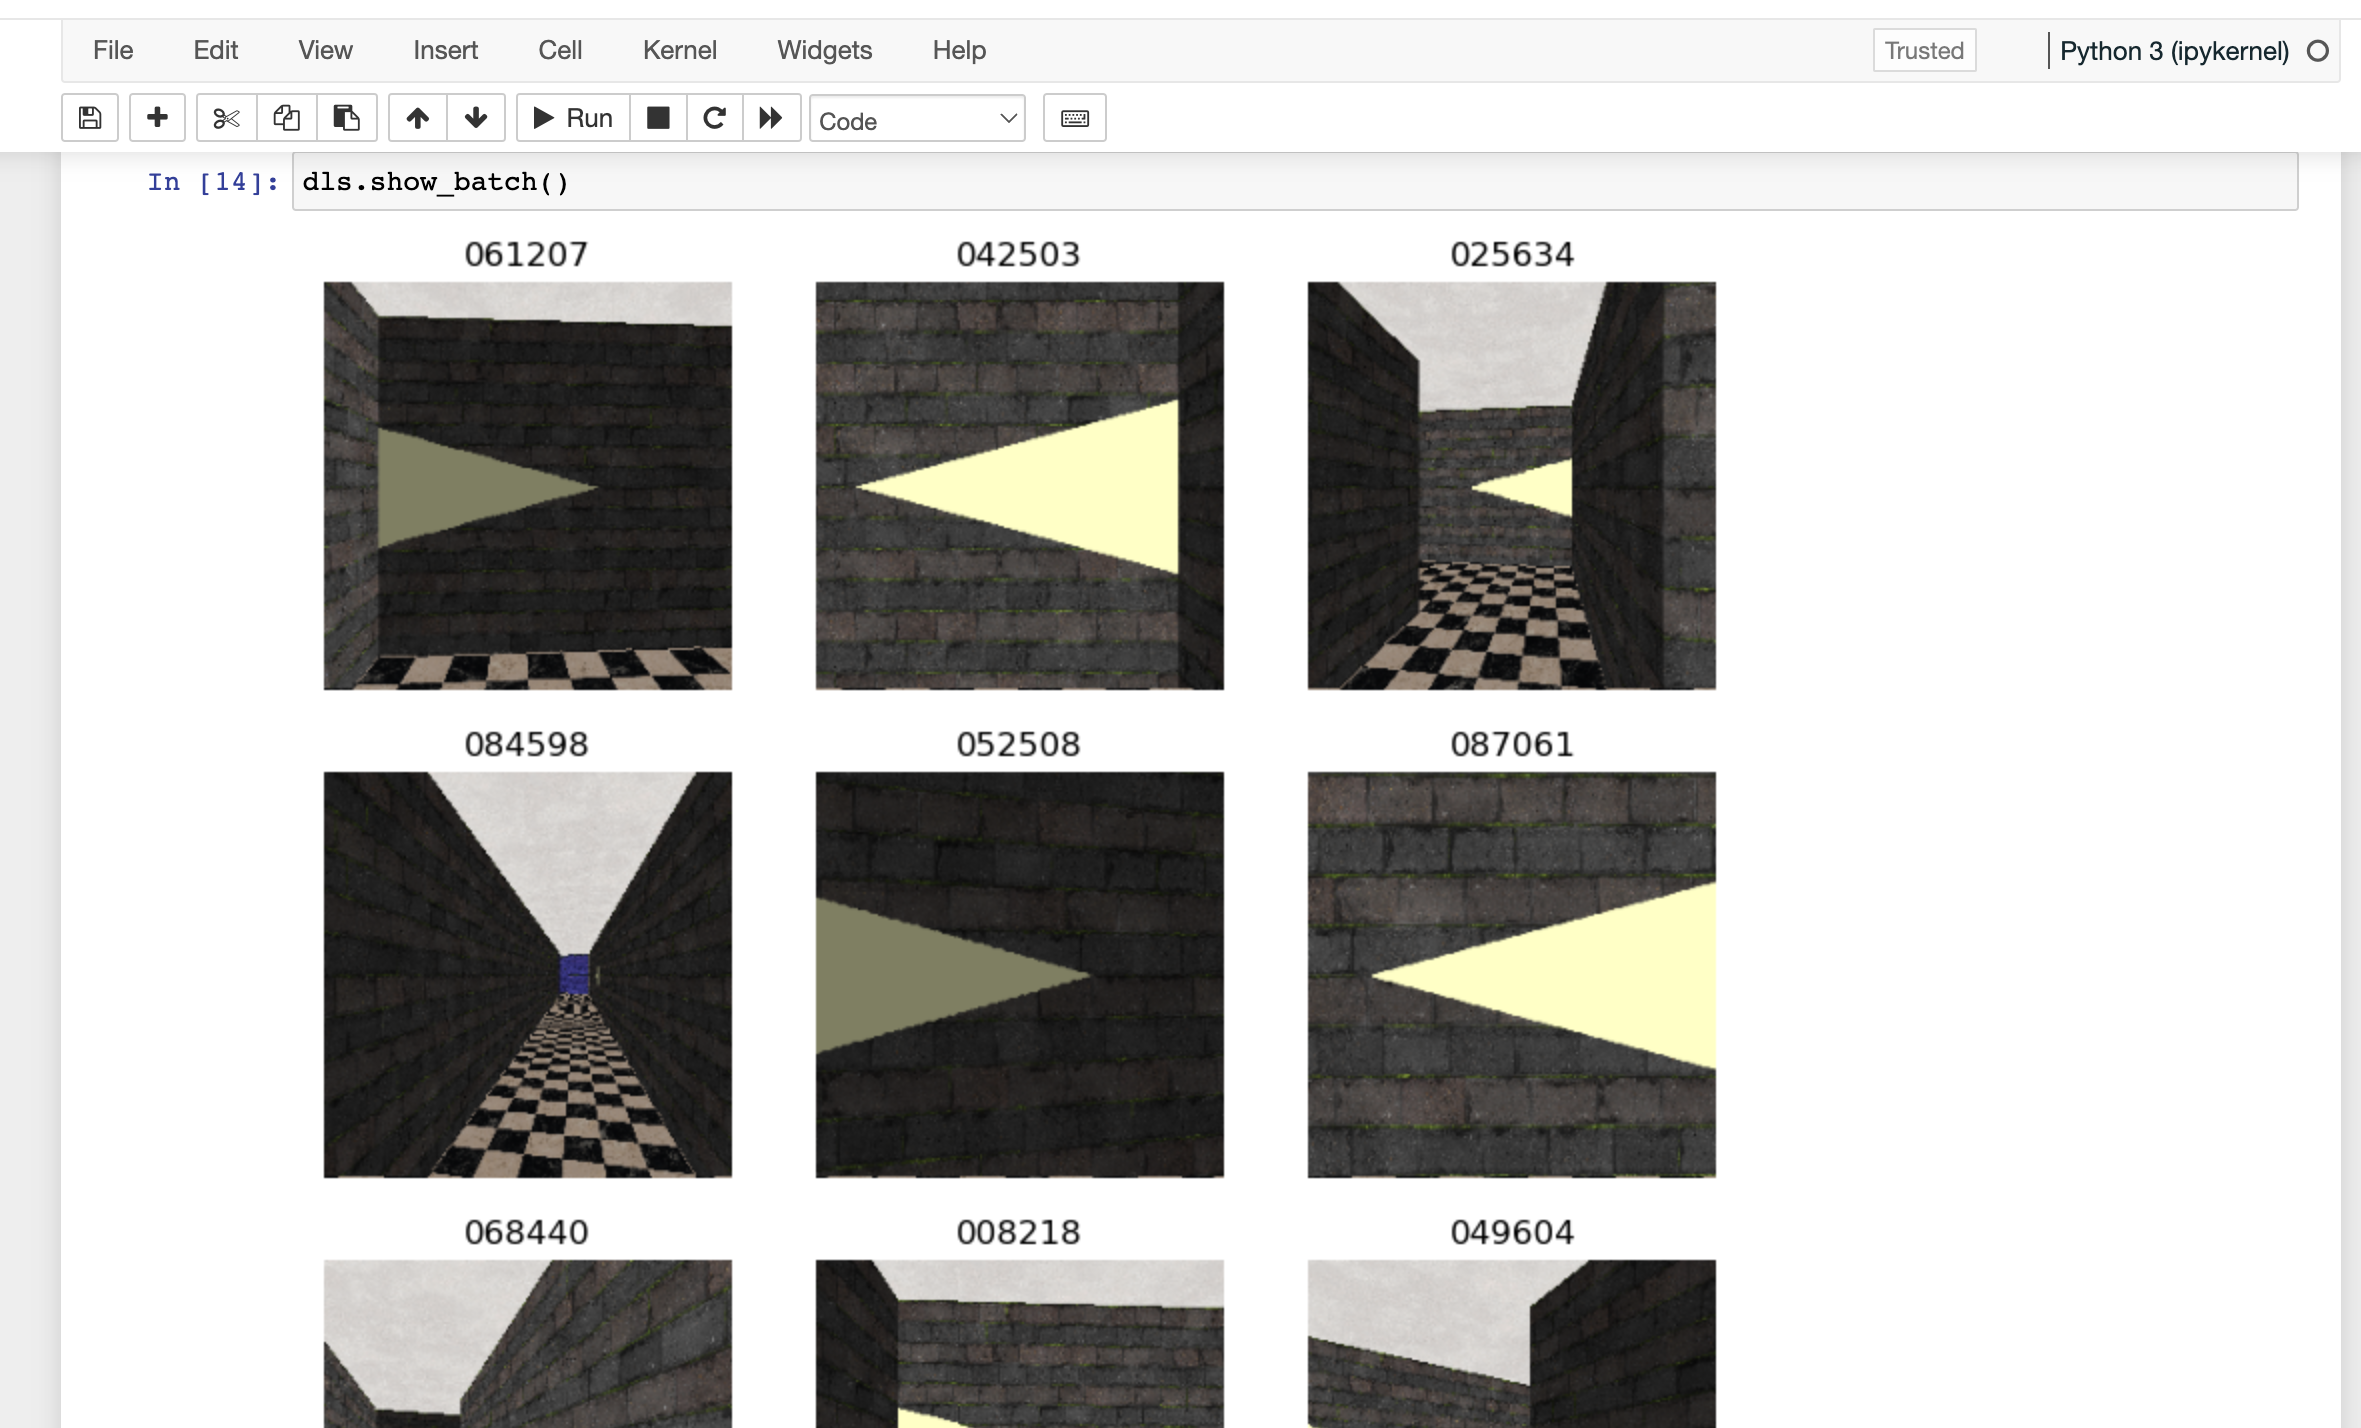 File Edit View Insert Cell Kernel Widgets Help Trusted Python 3 (ipykernel)
Run Code
In [14]: dls.show_batch()
061207 042503 025634
084598 052508 087061
068440 008218 049604